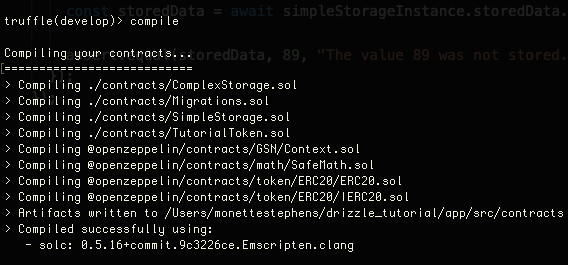 const storedData = await simpleStorageInstance.storedData.
truffle(develop)> compile
(storedData, 89, "The value 89 was not stored.
Compiling your contracts...
===========================
> Compiling ./contracts/ComplexStorage.sol
> Compiling ./contracts/Migrations.sol
> Compiling ./contracts/SimpleStorage.sol
> Compiling ./contracts/TutorialToken.sol
> Compiling @openzeppelin/contracts/GSN/Context.sol
> Compiling @openzeppelin/contracts/math/SafeMath.sol
> Compiling @openzeppelin/contracts/token/ERC20/ERC20.sol
> Compiling @openzeppelin/contracts/token/ERC20/IERC20.sol
> Artifacts written to /Users/monettestephens/drizzle_tutorial/app/src/contracts
> Compiled successfully using:
- solc: 0.5.16+commit.9c3226ce.Emscripten.clang